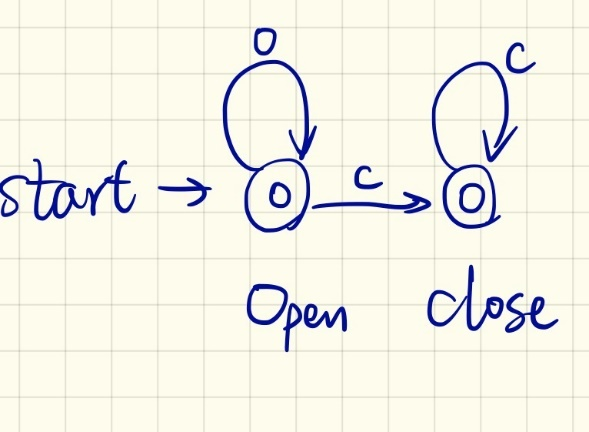 O C
start → C
Open close